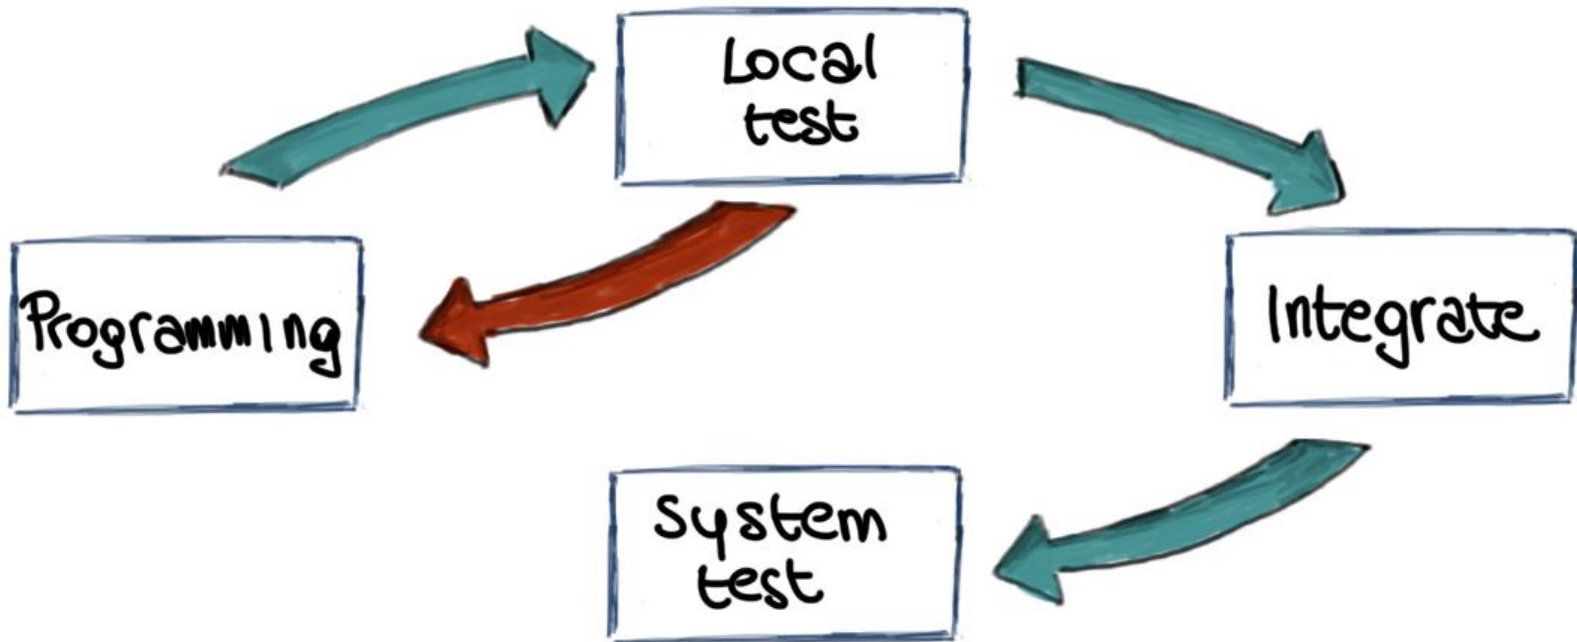 Local
test
Programming
Integrate
System
test